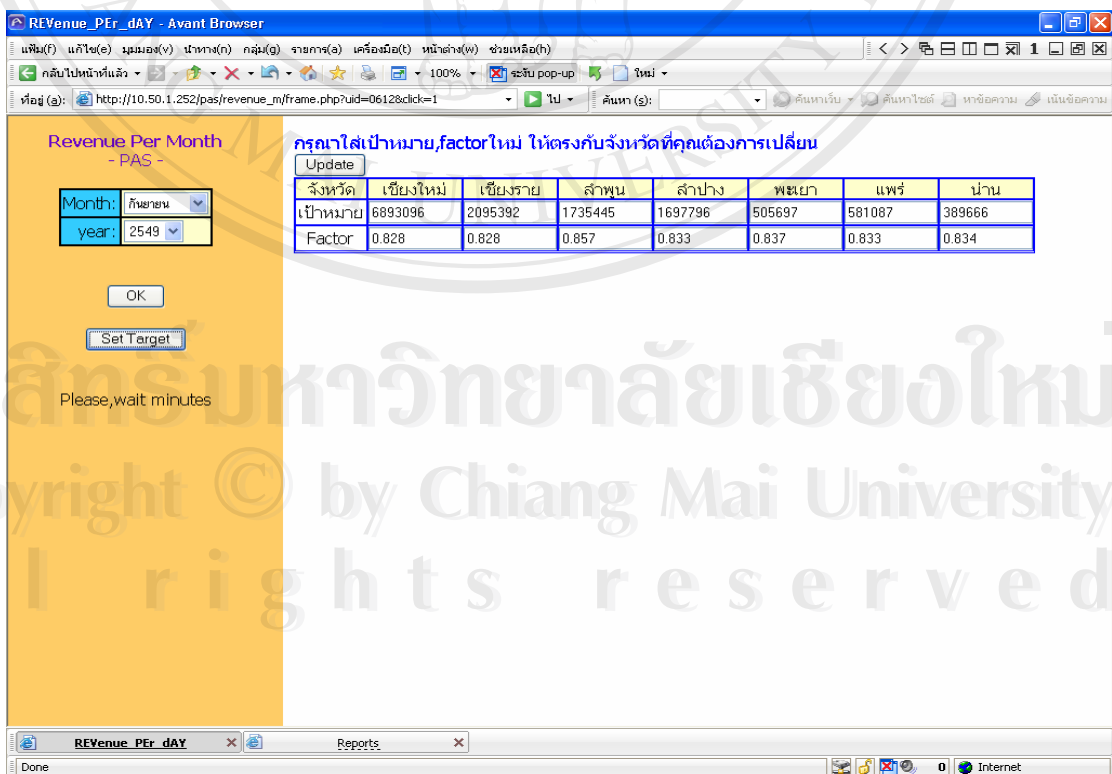 REVenue_PEr_dAY - Avant Browser
แฟ้ม(f) แก้ไข(e) มุมมอง(v) นำทาง(n) กลุ่ม(g) รายการ(a) เครื่องมือ(t) หน้าต่าง(w) ช่วยเหลือ(h) 1
กลับไปหน้าที่แล้ว 100% ระงับ pop-up ใหม่
ที่อยู่ (a): http://10.50.1.252/pas/revenue_m/frame.php?uid=0612&click=1 ไป ค้นหา (s): ค้นหาเว็บ ค้นหาไซต์ หาข้อความ เน้นข้อความ
Revenue Per Month
- PAS -
Month: กันยายน
year: 2549
OK
Set Target
Please,wait minutes
กรุณาใส่เป้าหมาย,factorใหม่ ให้ตรงกับจังหวัดที่คุณต้องการเปลี่ยน
Update
จังหวัด เชียงใหม่ เชียงราย ลำพูน ลำปาง พะเยา แพร่ น่าน
เป้าหมาย 6893096 2095392 1735445 1697796 505697 581087 389666
Factor 0.828 0.828 0.857 0.833 0.837 0.833 0.834
สิทธิ์มหาวิทยาลัยเชียงใหม่
yright © by Chiang Mai University
l rights reserved
REVenue_PEr_dAY Reports
Done 0 Internet